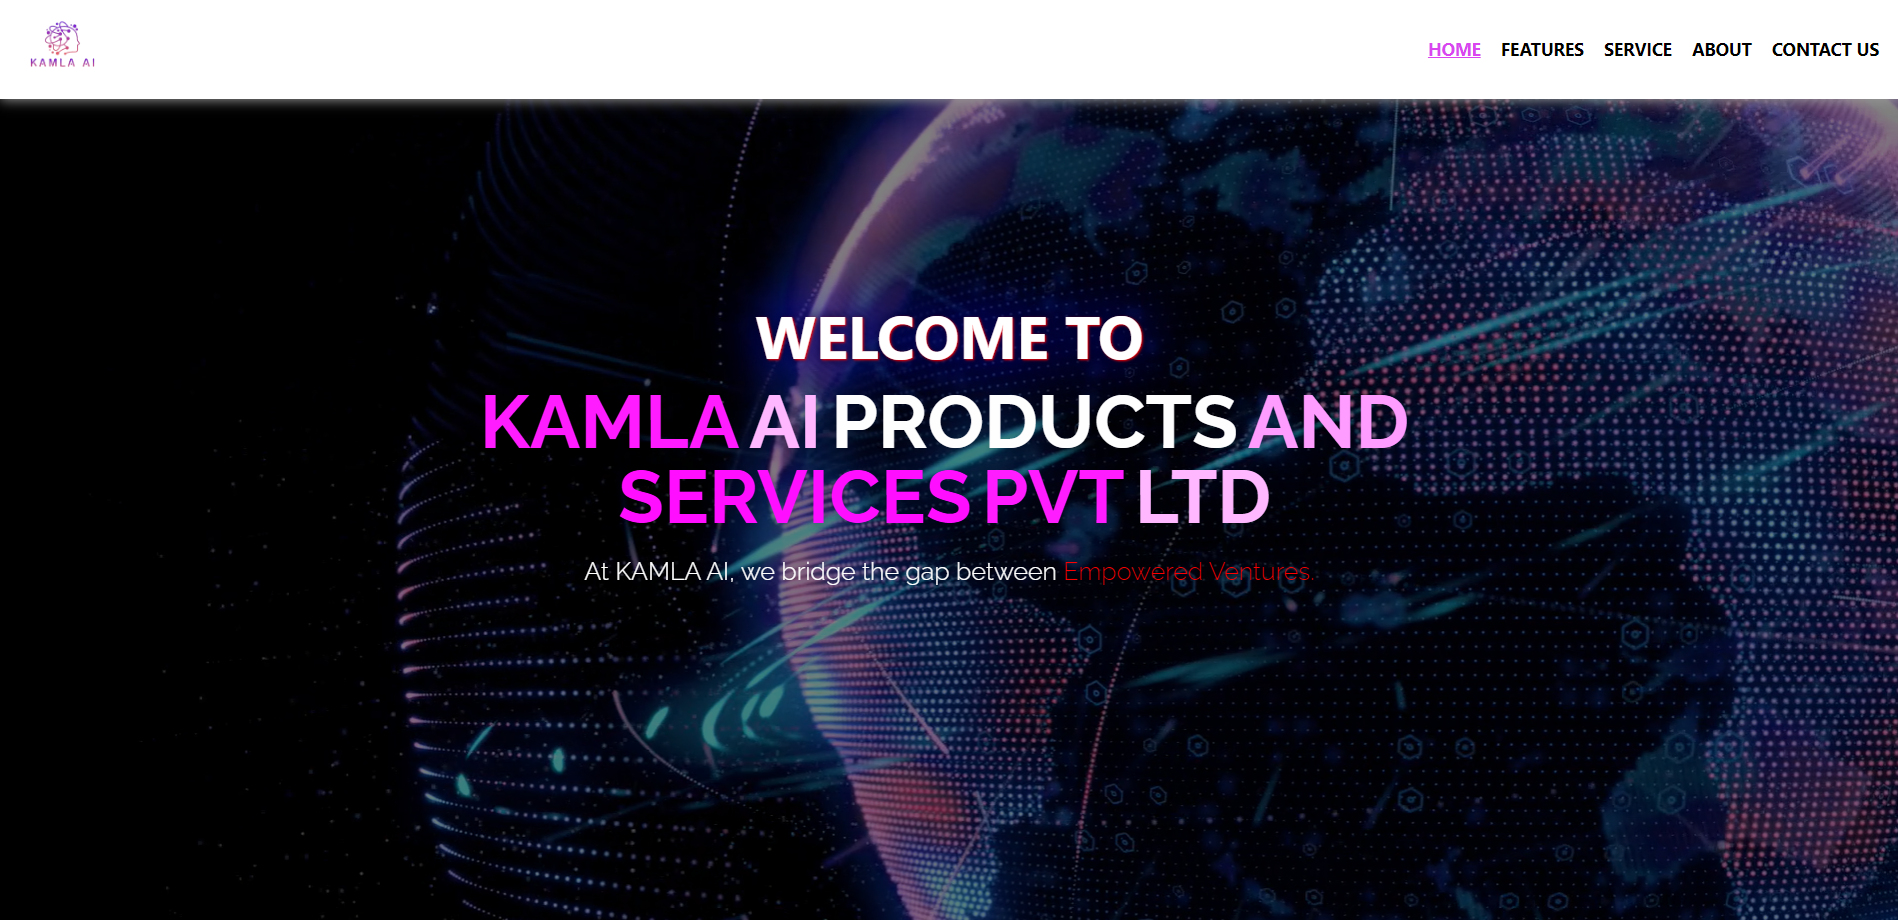 KAMLA AI
HOME FEATURES SERVICE ABOUT CONTACT US
WELCOME TO
KAMLA AI PRODUCTS AND
SERVICES PVT LTD
At KAMLA AI, we bridge the gap between Empowered Ventures.